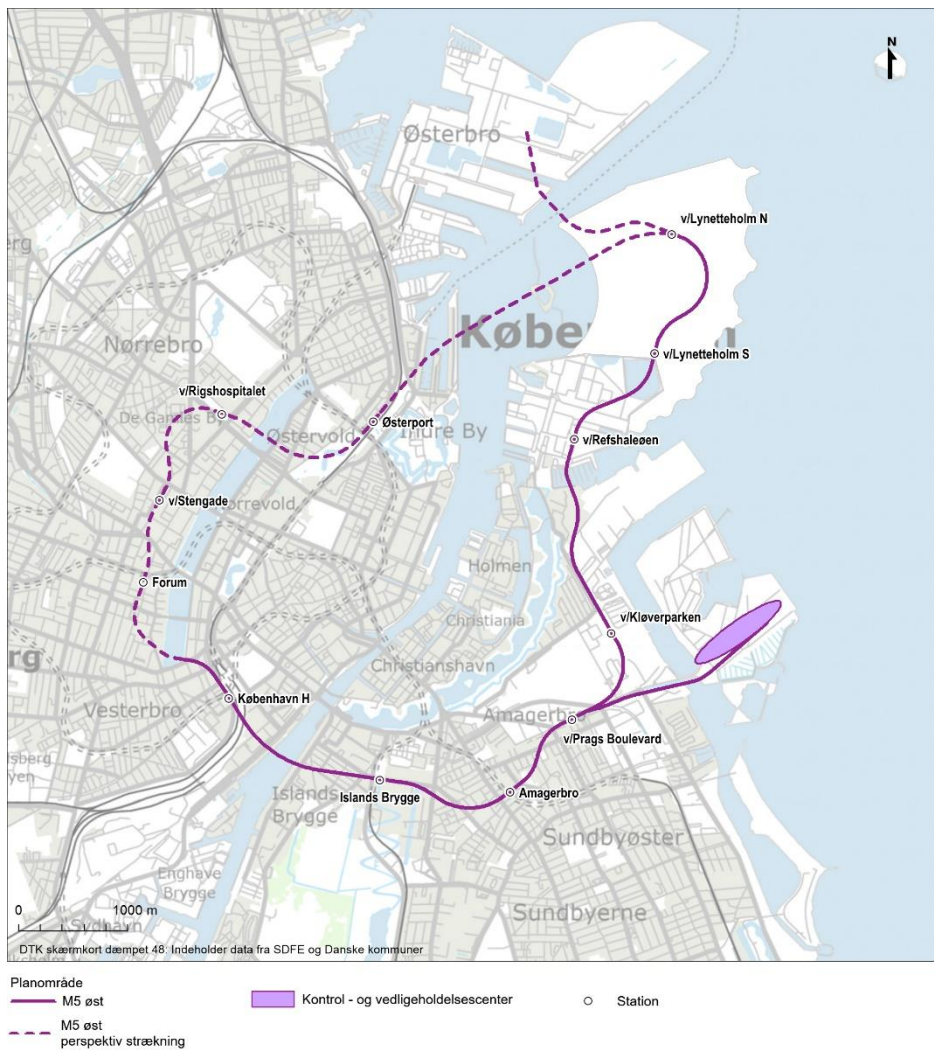 N
Østerbro
v/Lynetteholm N
Køben
n
v/Lynetteholm S
Nørrebro
v/Rigshospitalet
De Gamles By
Østerport
Østervold
Indre By
v/Refshaleøen
v/Stengade
Nørrevold
Holmen
Forum
Christiania
v/Kløverparken
rg
Christianshavn
København H
Vesterbro
Amagerbro
v/Prags Boulevard
Islands Brygge
Amagerbro
Islands
Brygge
Sundbyøster
Enghave
Brygge
0 1000 m
Sundbyerne
Sydhavn
DTK skærmkort dæmpet 48: Indeholder data fra SDFE og Danske kommuner
Planområde
M5 øst
Kontrol - og vedligeholdelsescenter
Station
M5 øst
perspektiv strækning